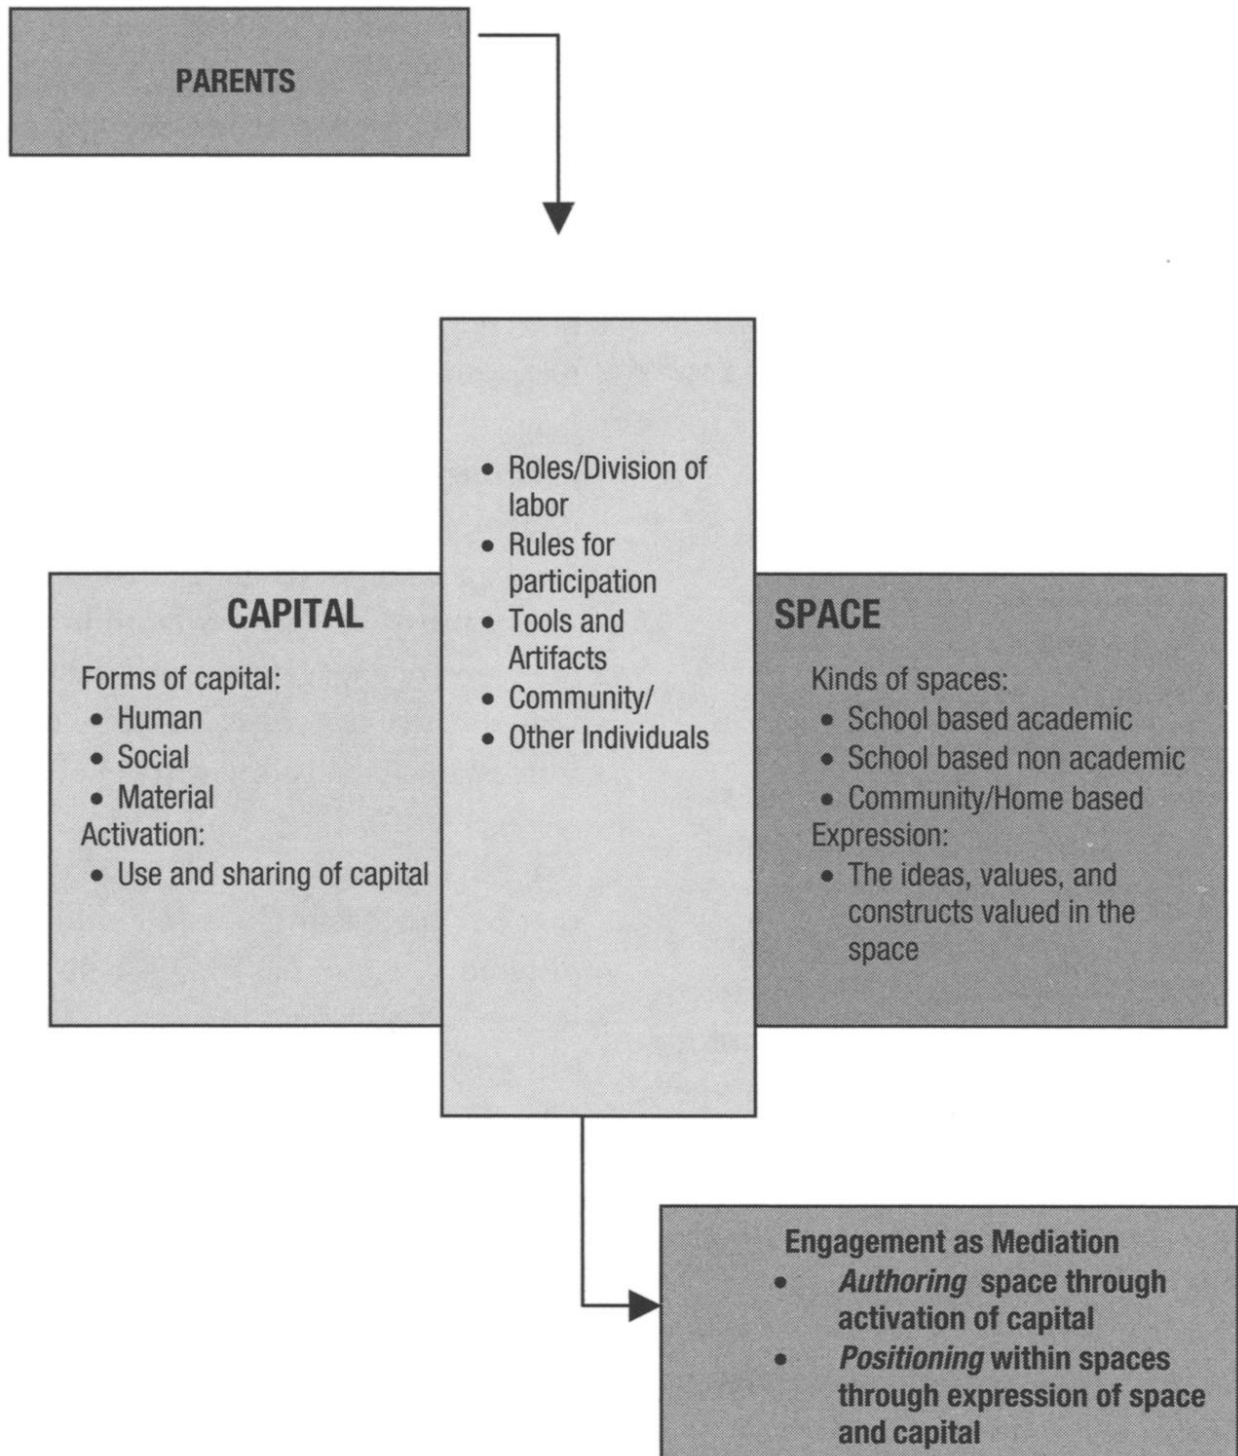 PARENTS
• Roles/Division of
labor
• Rules for
participation
• Tools and
Artifacts
• Community/
• Other Individuals
CAPITAL
Forms of capital:
• Human
• Social
• Material
Activation:
• Use and sharing of capital
SPACE
Kinds of spaces:
• School based academic
• School based non academic
• Community/Home based
Expression:
• The ideas, values, and
constructs valued in the
space
Engagement as Mediation
• Authoring space through
activation of capital
• Positioning within spaces
through expression of space
and capital